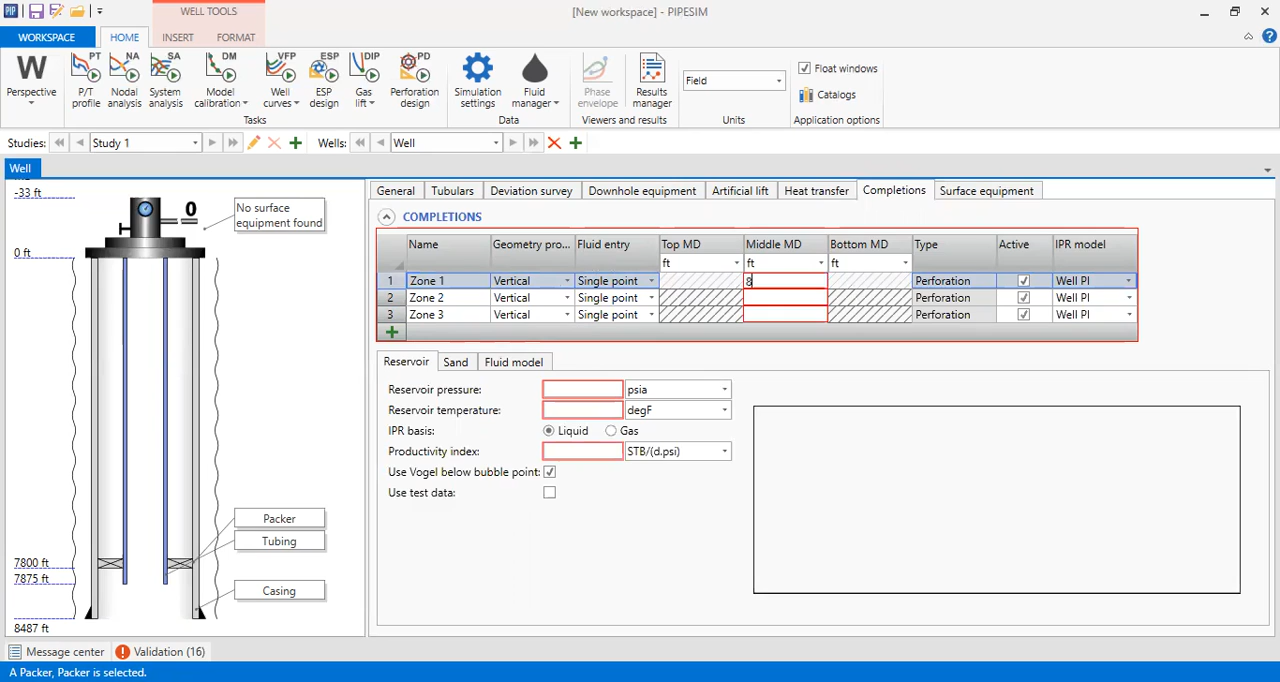 PIP
[New workspace] - PIPESIM
WELL TOOLS
WORKSPACE HOME INSERT FORMAT
Perspective
PT P/T profile
NA Nodal analysis
SA System analysis
DM Model calibration
VFP Well curves
ESP ESP design
DIP Gas lift
PD Perforation design
Tasks
Simulation settings
Fluid manager
Data
Phase envelope
Results manager
Viewers and results
Field
Units
Float windows
Catalogs
Application options
Studies: Study 1 Wells: Well
Well
-33 ft
0 ft
0
No surface
equipment found
Packer
Tubing
Casing
7800 ft
7875 ft
8487 ft
General Tubulars Deviation survey Downhole equipment Artificial lift Heat transfer Completions Surface equipment
COMPLETIONS
Name Geometry pro... Fluid entry Top MD Middle MD Bottom MD Type Active IPR model
ft ft ft
1 Zone 1 Vertical Single point 8 Perforation Well PI
2 Zone 2 Vertical Single point Perforation Well PI
3 Zone 3 Vertical Single point Perforation Well PI
Reservoir Sand Fluid model
Reservoir pressure: psia
Reservoir temperature: degF
IPR basis: Liquid Gas
Productivity index: STB/(d.psi)
Use Vogel below bubble point:
Use test data:
Message center Validation (16)
A Packer, Packer is selected.